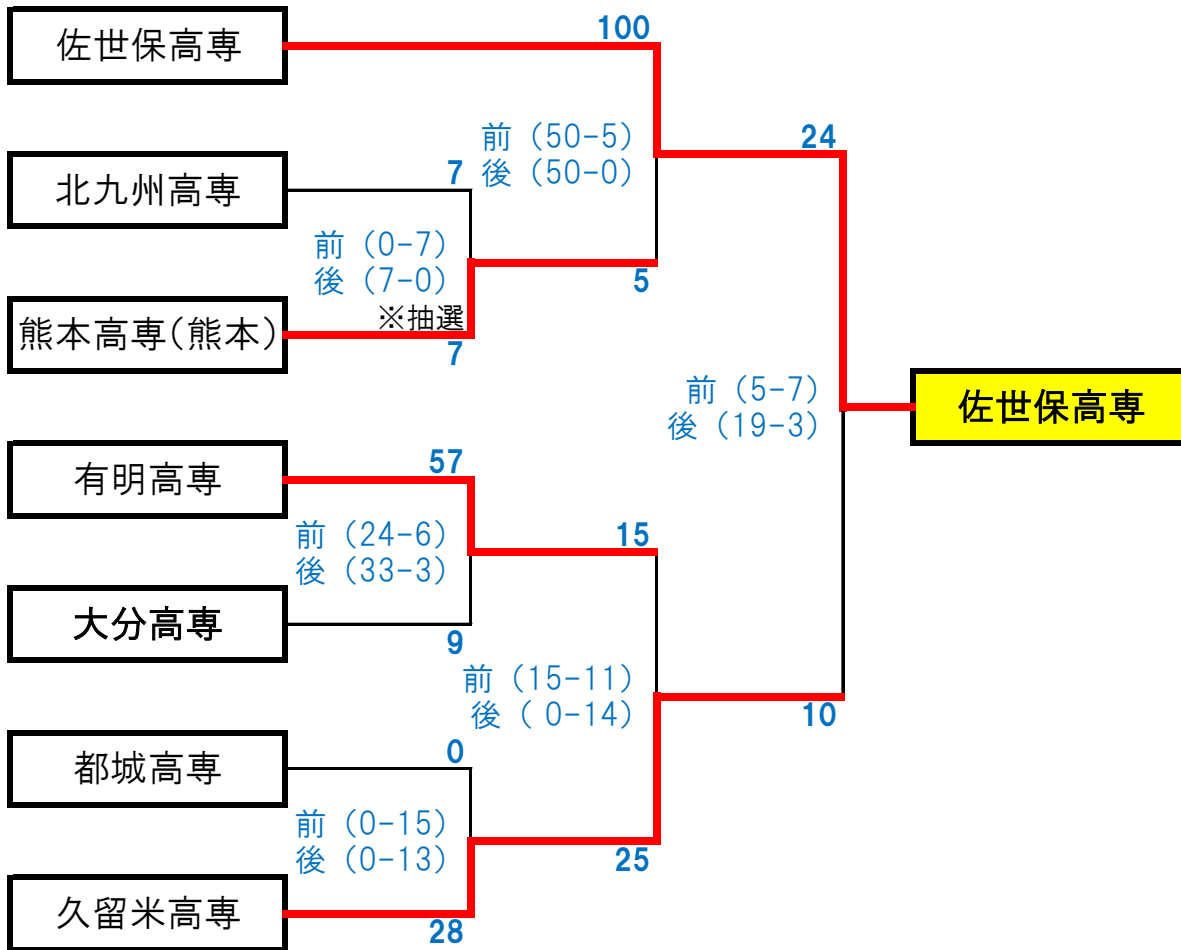 佐世保高専
100
前 (50-5)
後 (50-0)
24
北九州高専
7
前 (0-7)
後 (7-0)
※抽選
5
熊本高専(熊本)
7
前 (5-7)
後 (19-3)
佐世保高専
有明高専
57
前 (24-6)
後 (33-3)
15
大分高専
9
前 (15-11)
後 ( 0-14)
10
都城高専
0
前 (0-15)
後 (0-13)
25
久留米高専
28